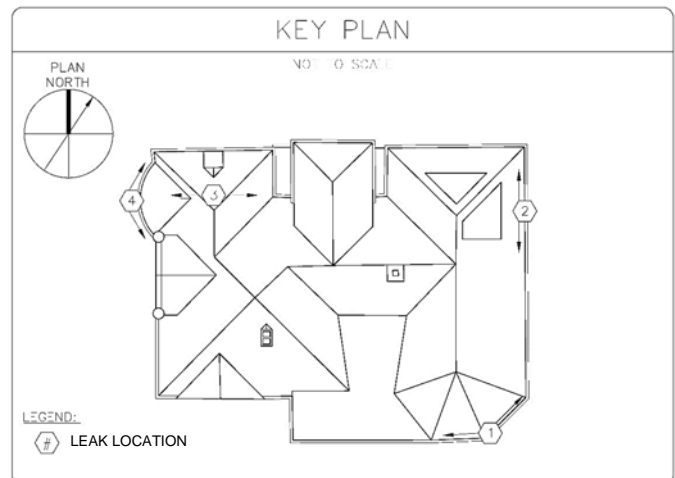 KEY PLAN
NOT TO SCALE
PLAN
NORTH
4
3
2
1
LEGEND:
#
LEAK LOCATION